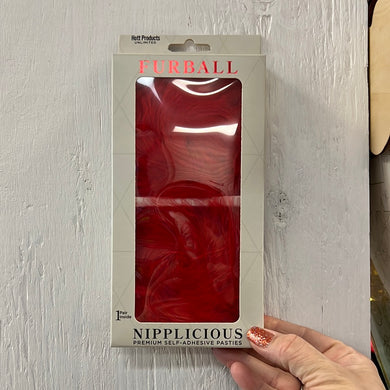 Hott Products
UNLIMITED
FURBALL
1 Pair
Inside
NIPPLICIOUS
PREMIUM SELF-ADHESIVE PASTIES